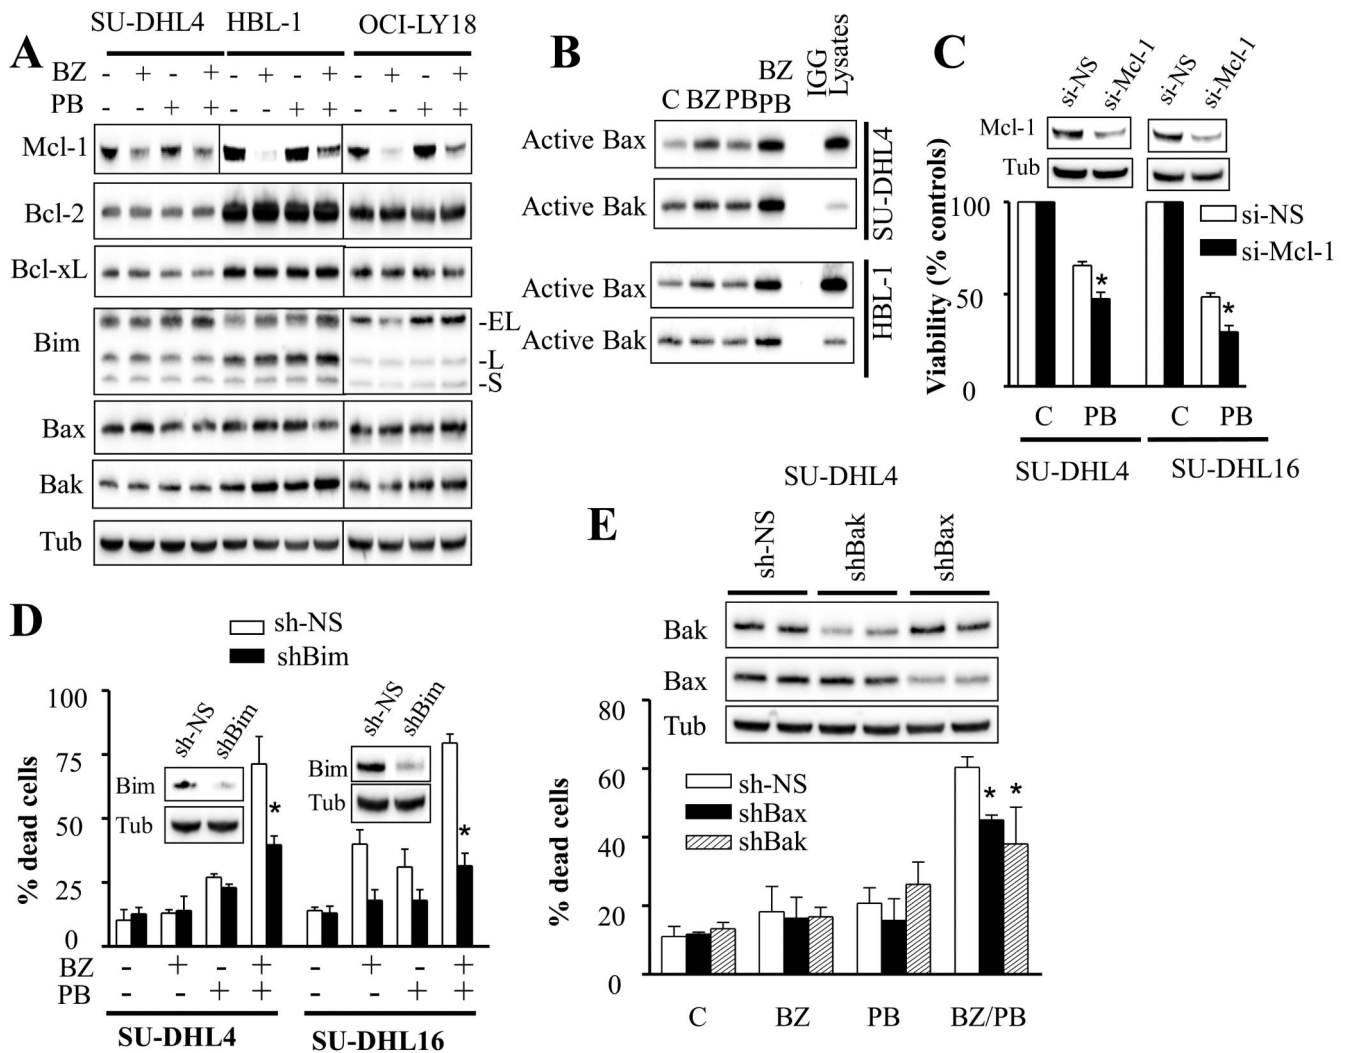 A
SU-DHL4 HBL-1 OCI-LY18
BZ - + - + - + - + - + - +
PB - - + + - - + + - - + +
Mcl-1
Bcl-2
Bcl-xL
Bim
-EL
-L
-S
Bax
Bak
Tub
B
C BZ PB BZ PB IGG Lysates
Active Bax
Active Bak
SU-DHL4
Active Bax
Active Bak
HBL-1
C
si-NS si-Mcl-1 si-NS si-Mcl-1
Mcl-1
Tub
Viability (% controls)
100
50
0
si-NS
si-Mcl-1
* *
C PB C PB
SU-DHL4 SU-DHL16
D
sh-NS
shBim
% dead cells
100
75
50
25
0
sh-NS shBim
Bim
Tub
*
sh-NS shBim
Bim
Tub
*
BZ - + - + - + - +
PB - - + + - - + +
SU-DHL4 SU-DHL16
E
SU-DHL4
sh-NS shBak shBax
Bak
Bax
Tub
% dead cells
80
60
40
20
0
sh-NS
shBax
shBak
* *
C BZ PB BZ/PB